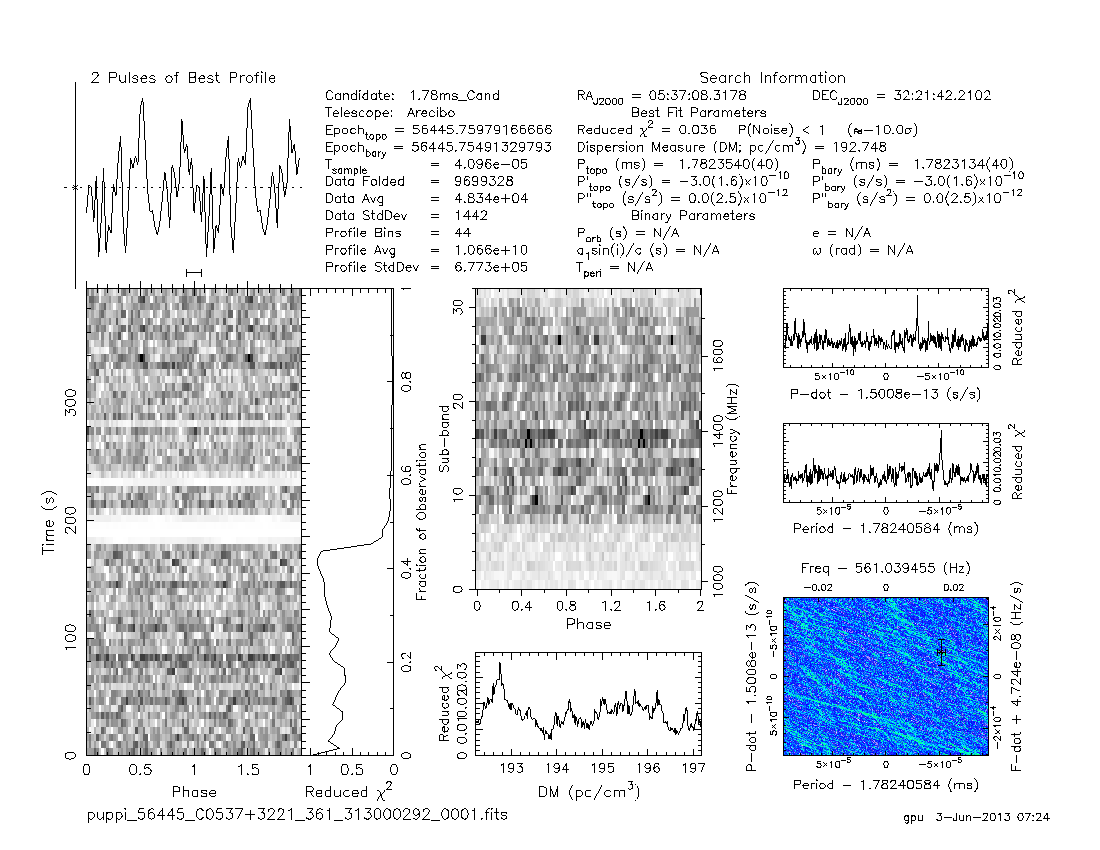 2 Pulses of Best Profile
Search Information
Candidate: 1.78ms_Cand
Telescope: Arecibo
Epoch_topo = 56445.75979166666
Epoch_bary = 56445.75491329793
T_sample = 4.096e-05
Data Folded = 9699328
Data Avg = 4.834e+04
Data StdDev = 1442
Profile Bins = 44
Profile Avg = 1.066e+10
Profile StdDev = 6.773e+05
RA_J2000 = 05:37:08.3178
DEC_J2000 = 32:21:42.2102
Best Fit Parameters
Reduced χ² = 0.036 P(Noise) < 1 (≈−10.0σ)
Dispersion Measure (DM; pc/cm³) = 192.748
P_topo (ms) = 1.7823540(40)
P_bary (ms) = 1.7823134(40)
P'_topo (s/s) = −3.0(1.6)×10⁻¹⁰
P'_bary (s/s) = −3.0(1.6)×10⁻¹⁰
P''_topo (s/s²) = 0.0(2.5)×10⁻¹²
P''_bary (s/s²) = 0.0(2.5)×10⁻¹²
Binary Parameters
P_orb (s) = N/A
e = N/A
a₁sin(i)/c (s) = N/A
ω (rad) = N/A
T_peri = N/A
Time (s)
0 100 200 300
Phase
0 0.5 1 1.5
Reduced χ²
1 0.5 0
Fraction of Observation
0 0.2 0.4 0.6 0.8 1
Sub-band
0 10 20 30
Frequency (MHz)
1000 1200 1400 1600
0 0.4 0.8 1.2 1.6 2
Phase
Reduced χ²
0 0.01 0.02 0.03
193 194 195 196 197
DM (pc/cm³)
0 0.01 0.02 0.03
Reduced χ²
5×10⁻¹⁰ 0 −5×10⁻¹⁰
P-dot − 1.5008e-13 (s/s)
0 0.01 0.02 0.03
Reduced χ²
5×10⁻⁵ 0 −5×10⁻⁵
Period − 1.78240584 (ms)
Freq − 561.039455 (Hz)
−0.02 0 0.02
P-dot − 1.5008e-13 (s/s)
5×10⁻¹⁰ 0 −5×10⁻¹⁰
F-dot + 4.724e-08 (Hz/s)
−2×10⁻⁴ 0 2×10⁻⁴
5×10⁻⁵ 0 −5×10⁻⁵
Period − 1.78240584 (ms)
puppi_56445_C0537+3221_361_313000292_0001.fits
gpu 3-Jun-2013 07:24